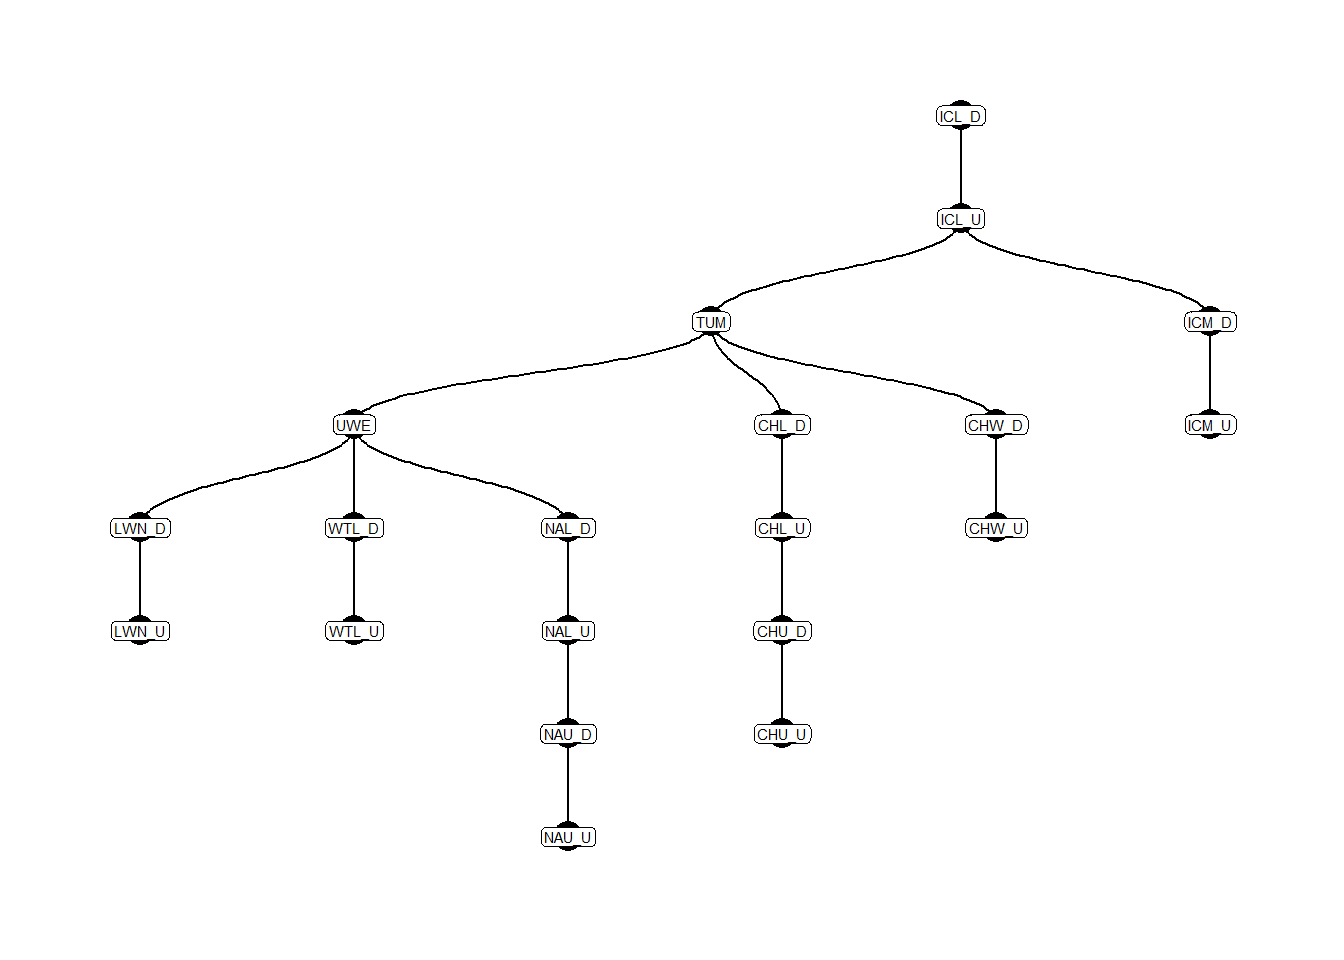 ICL_D
ICL_U
TUM
ICM_D
UWE
CHL_D
CHW_D
ICM_U
LWN_D
WTL_D
NAL_D
CHL_U
CHW_U
LWN_U
WTL_U
NAL_U
CHU_D
NAU_D
CHU_U
NAU_U